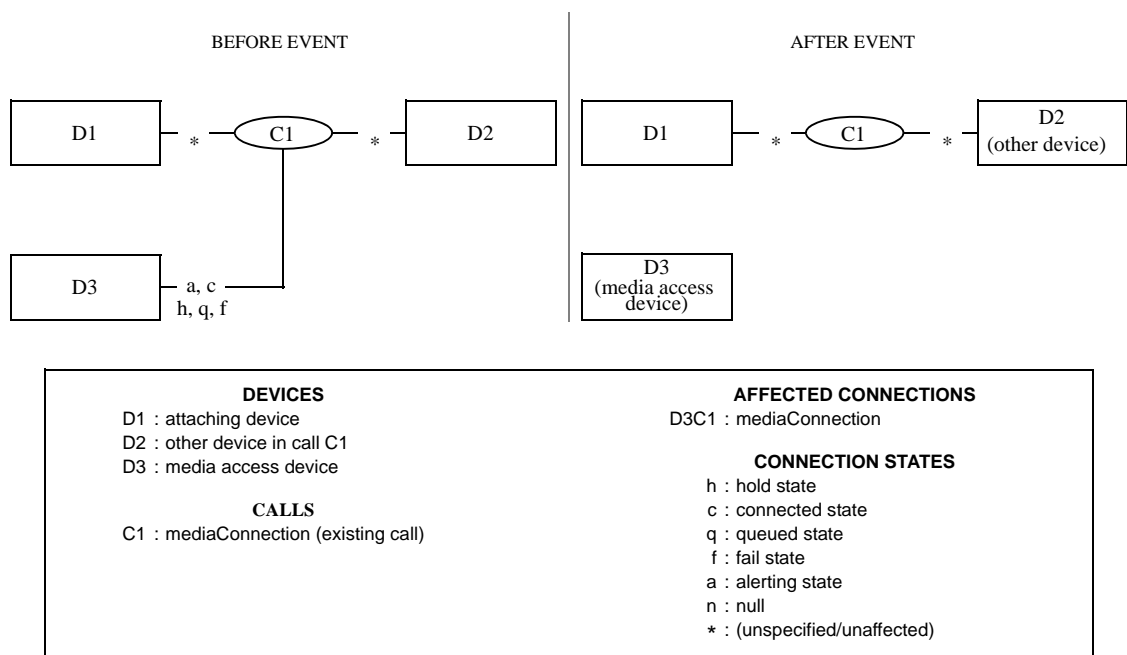 BEFORE EVENT
D1
*
C1
*
D2
D3
a, c
h, q, f
AFTER EVENT
D1
*
C1
*
D2
(other device)
D3
(media access
device)
DEVICES
D1 : attaching device
D2 : other device in call C1
D3 : media access device
CALLS
C1 : mediaConnection (existing call)
AFFECTED CONNECTIONS
D3C1 : mediaConnection
CONNECTION STATES
h : hold state
c : connected state
q : queued state
f : fail state
a : alerting state
n : null
* : (unspecified/unaffected)